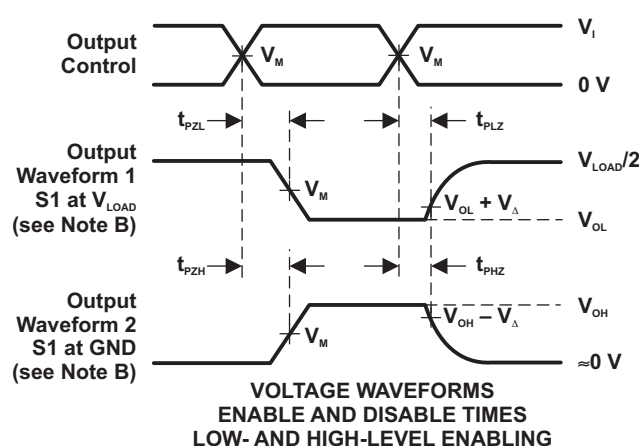 Output
Control
V_M
V_M
V_I
0 V
t_PZL
t_PLZ
Output
Waveform 1
S1 at V_LOAD
(see Note B)
V_M
V_OL + V_Δ
V_LOAD/2
V_OL
t_PZH
t_PHZ
Output
Waveform 2
S1 at GND
(see Note B)
V_M
V_OH – V_Δ
V_OH
≈0 V
VOLTAGE WAVEFORMS
ENABLE AND DISABLE TIMES
LOW- AND HIGH-LEVEL ENABLING